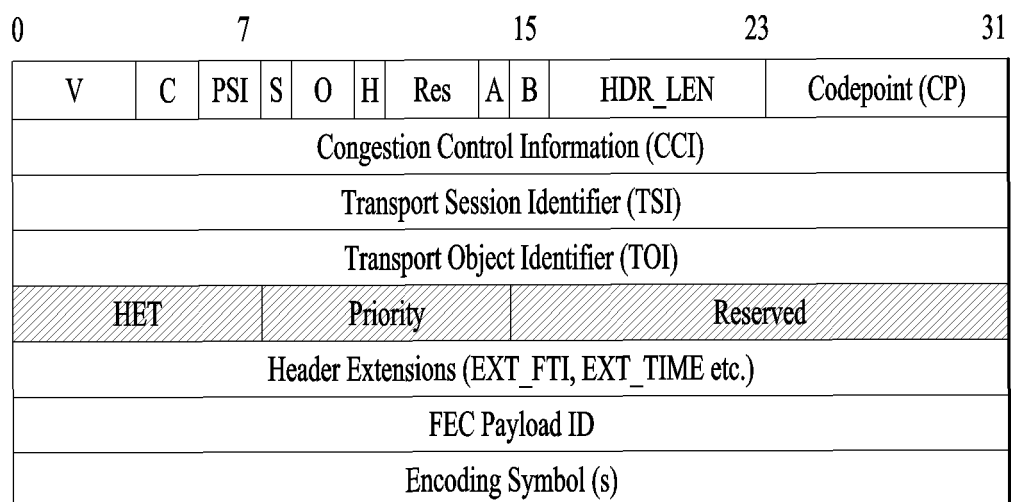 0 7 15 23 31
V C PSI S O H Res A B HDR_LEN Codepoint (CP)
Congestion Control Information (CCI)
Transport Session Identifier (TSI)
Transport Object Identifier (TOI)
HET Priority Reserved
Header Extensions (EXT_FTI, EXT_TIME etc.)
FEC Payload ID
Encoding Symbol (s)